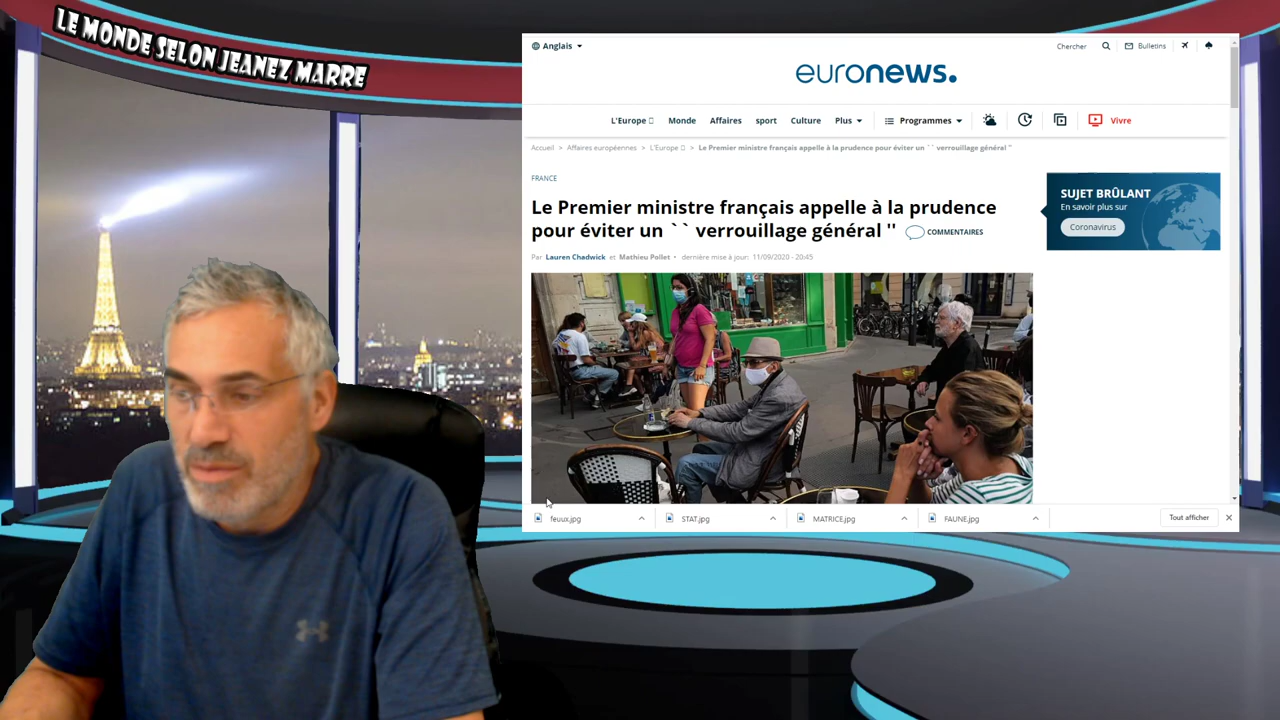 LE MONDE SELON JEANEZ MARRE
Anglais
Chercher
Bulletins
euronews.
L'Europe
Monde
Affaires
sport
Culture
Plus
Programmes
Vivre
Accueil > Affaires européennes > L'Europe > Le Premier ministre français appelle à la prudence pour éviter un `` verrouillage général ''
FRANCE
Le Premier ministre français appelle à la prudence
pour éviter un ` ` verrouillage général ''
COMMENTAIRES
Par Lauren Chadwick et Mathieu Pollet • dernière mise à jour: 11/09/2020 - 20:45
SUJET BRÛLANT
En savoir plus sur
Coronavirus
feuux.jpg
STAT.jpg
MATRICE.jpg
FAUNE.jpg
Tout afficher